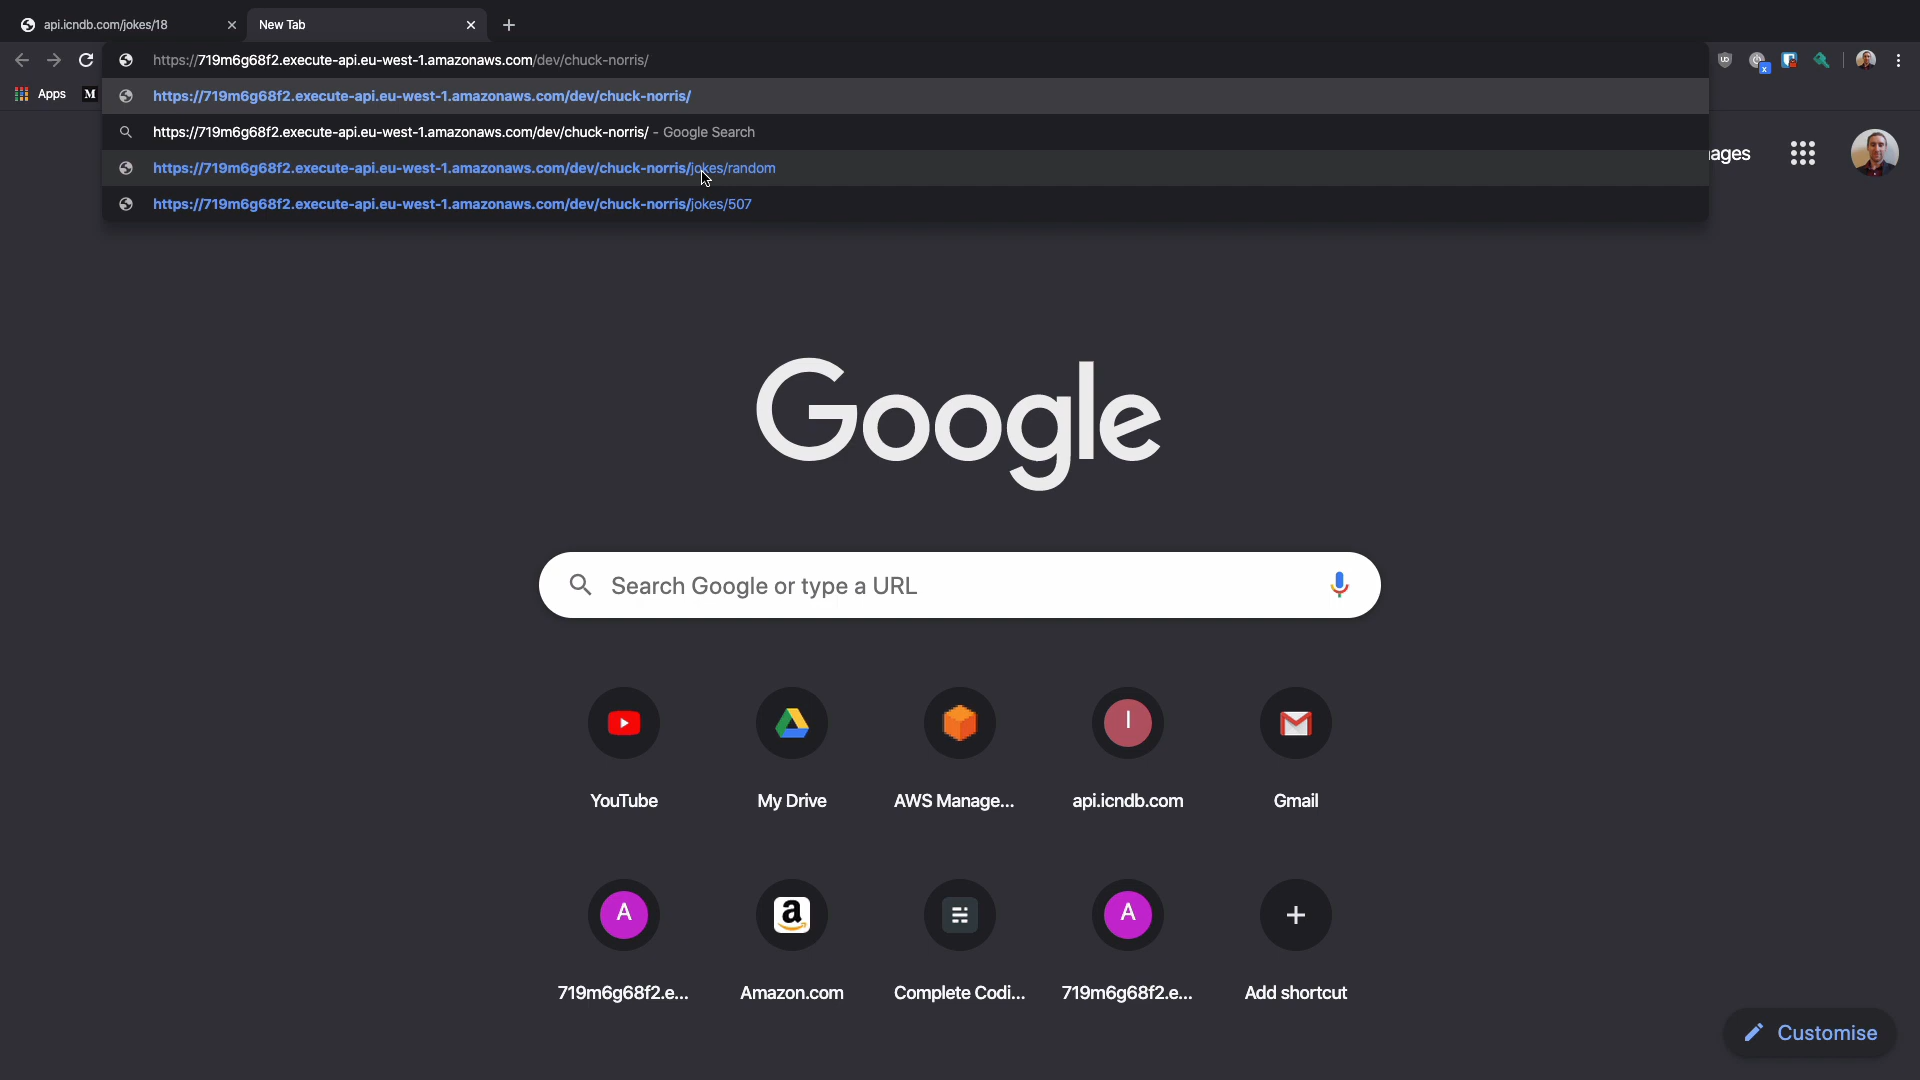 api.icndb.com/jokes/18
New Tab
https://719m6g68f2.execute-api.eu-west-1.amazonaws.com/dev/chuck-norris/
Apps
M
https://719m6g68f2.execute-api.eu-west-1.amazonaws.com/dev/chuck-norris/
https://719m6g68f2.execute-api.eu-west-1.amazonaws.com/dev/chuck-norris/ - Google Search
https://719m6g68f2.execute-api.eu-west-1.amazonaws.com/dev/chuck-norris/jokes/random
https://719m6g68f2.execute-api.eu-west-1.amazonaws.com/dev/chuck-norris/jokes/507
ages
Google
Search Google or type a URL
I
YouTube
My Drive
AWS Manage...
api.icndb.com
Gmail
A
a
A
719m6g68f2.e...
Amazon.com
Complete Codi...
719m6g68f2.e...
Add shortcut
Customise